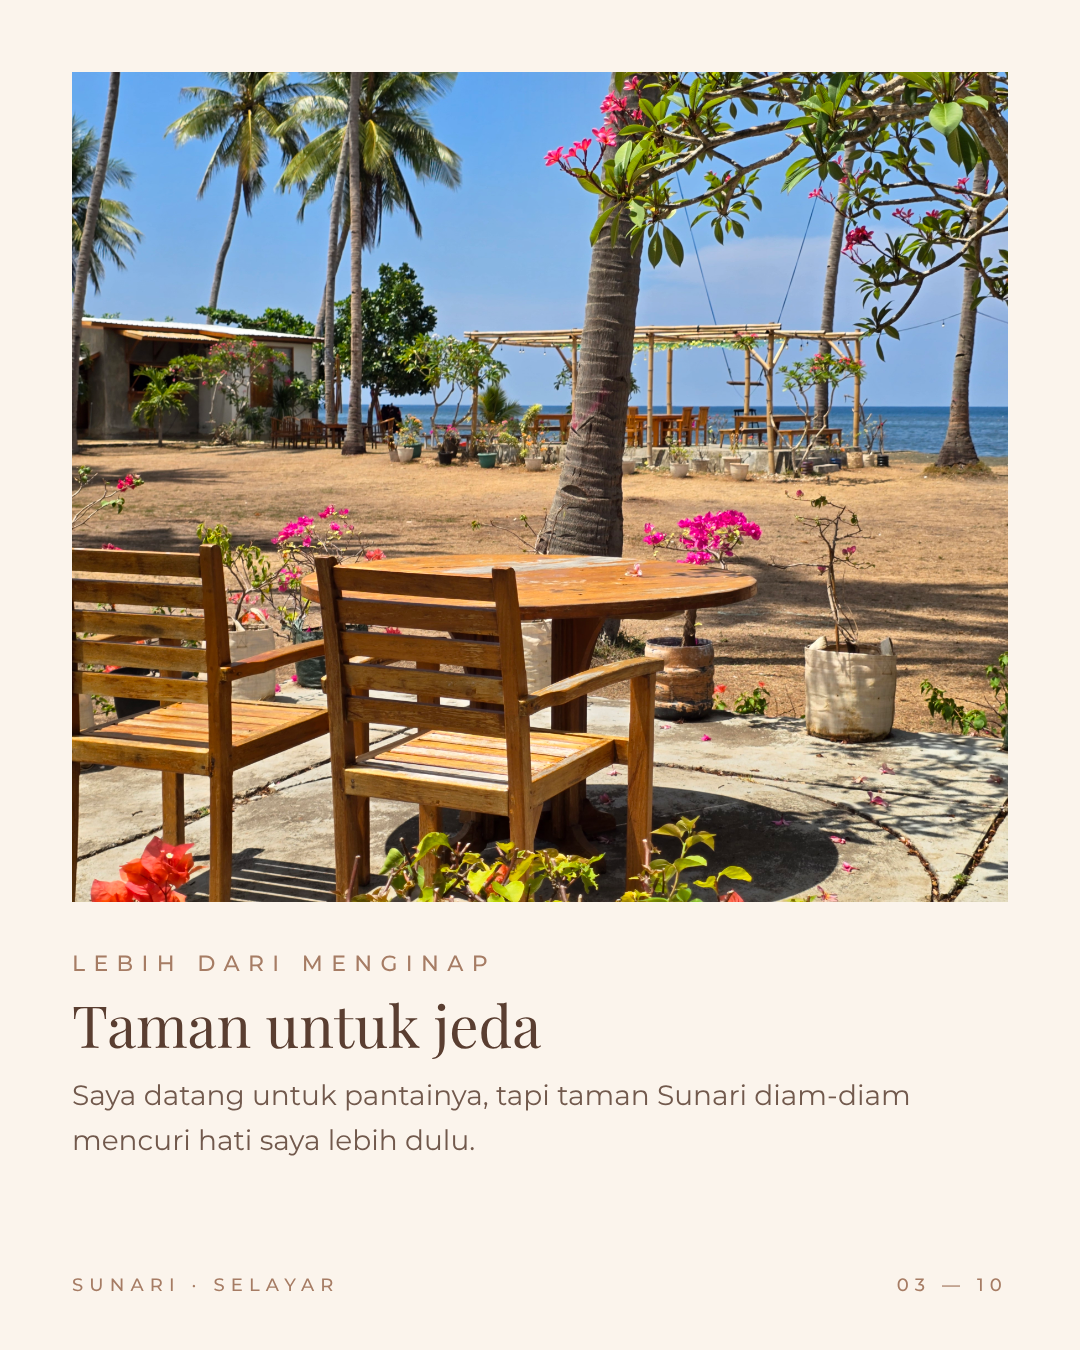 LEBIH DARI MENGINAP
Taman untuk jeda
Saya datang untuk pantainya, tapi taman Sunari diam-diam
mencuri hati saya lebih dulu.
SUNARI · SELAYAR
03 — 10